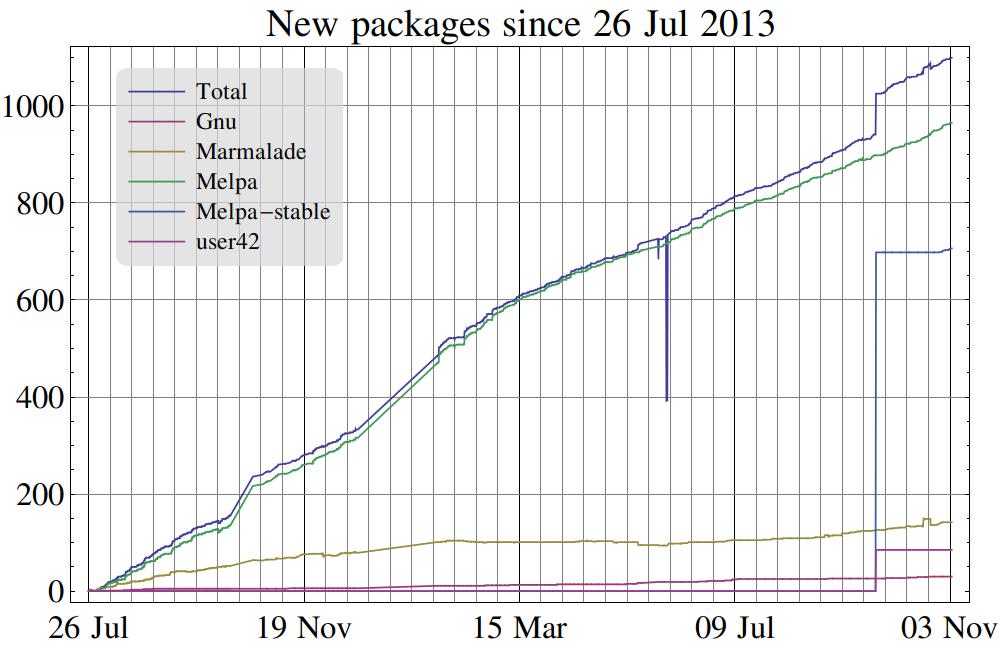 New packages since 26 Jul 2013
Total
Gnu
Marmalade
Melpa
Melpa-stable
user42
1000
800
600
400
200
0
26 Jul 19 Nov 15 Mar 09 Jul 03 Nov